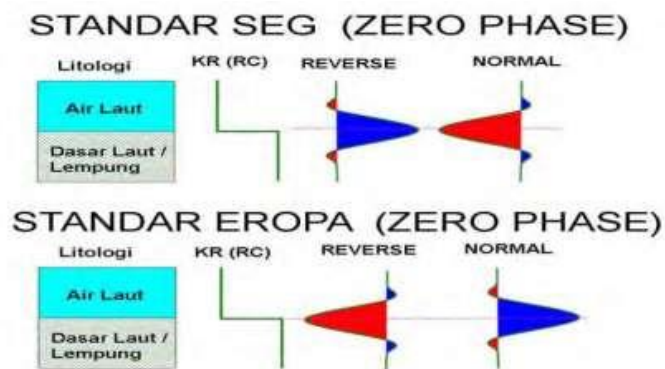 STANDAR SEG (ZERO PHASE)
Litologi KR (RC) REVERSE NORMAL
Air Laut
Dasar Laut /
Lempung
STANDAR EROPA (ZERO PHASE)
Litologi KR (RC) REVERSE NORMAL
Air Laut
Dasar Laut /
Lempung